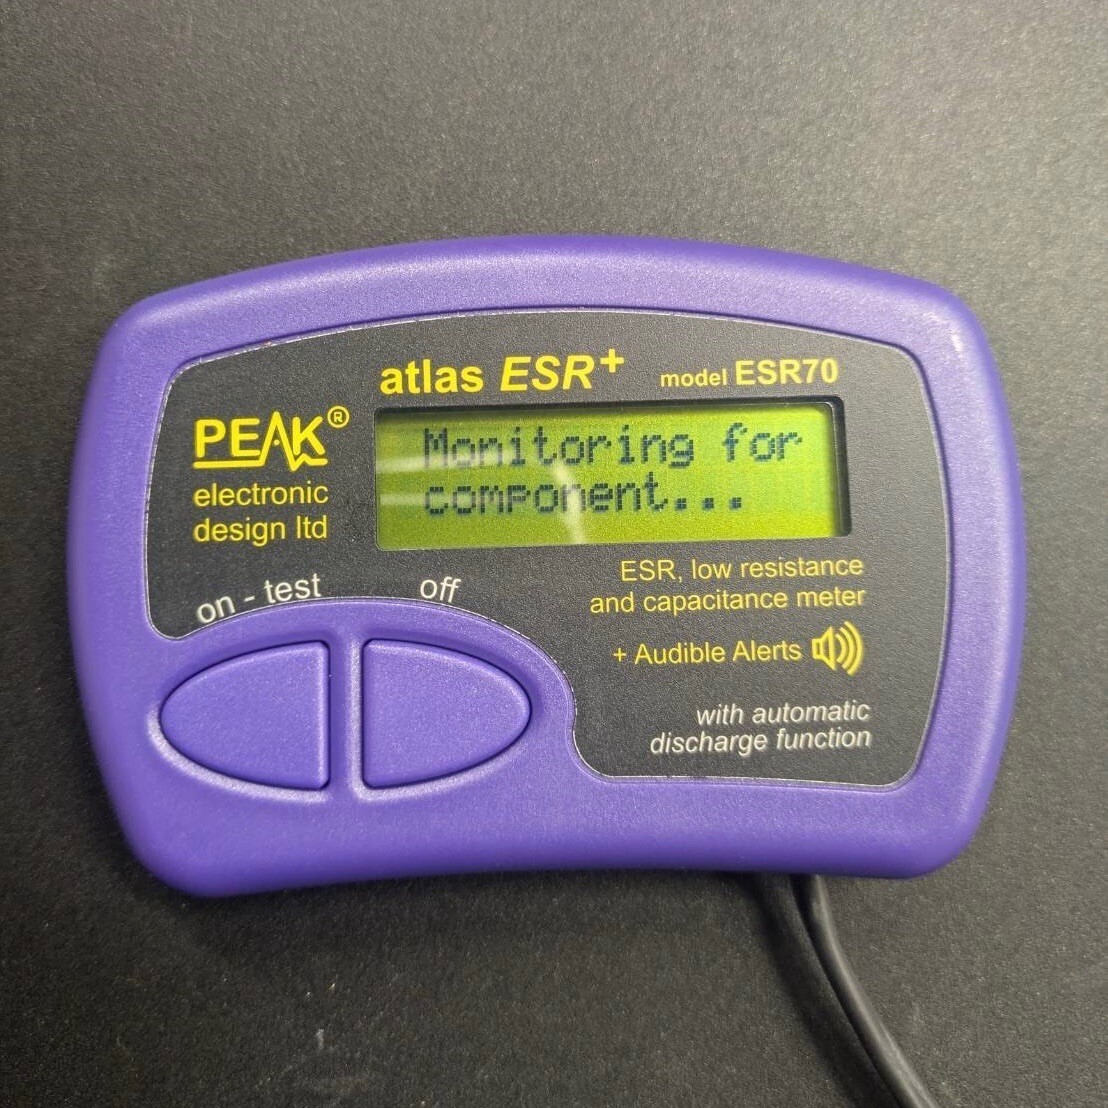 atlas ESR+ model ESR70
PEAK®
electronic
design ltd
Monitoring for
component...
on - test off
ESR, low resistance
and capacitance meter
+ Audible Alerts
with automatic
discharge function